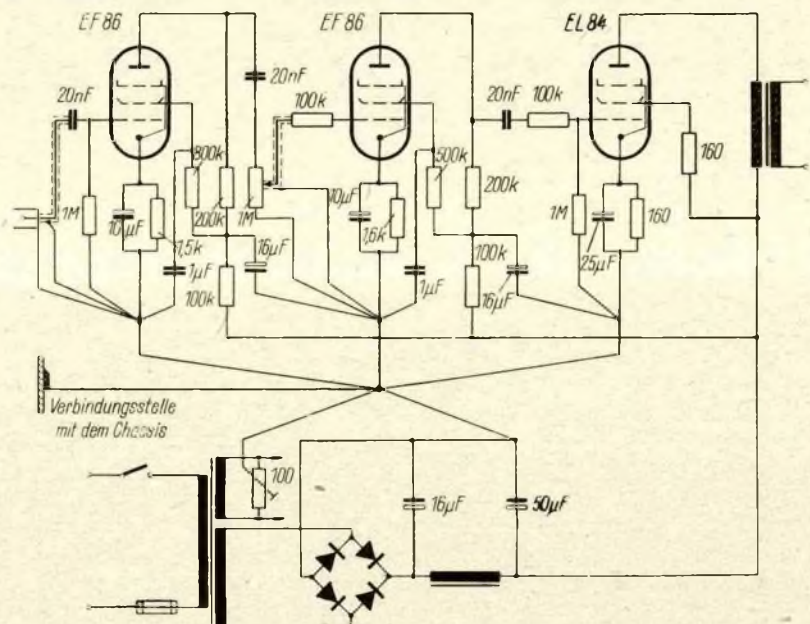 EF 86
EF 86
EL 84
20nF
20nF
100k
20nF
100k
160
800k
500k
200k
1M
10µF
1,5k
200k
1M
10µF
1,6k
1M
25µF
160
1µF
16µF
100k
1µF
100k
16µF
Verbindungsstelle
mit dem Chassis
100
16µF
50µF